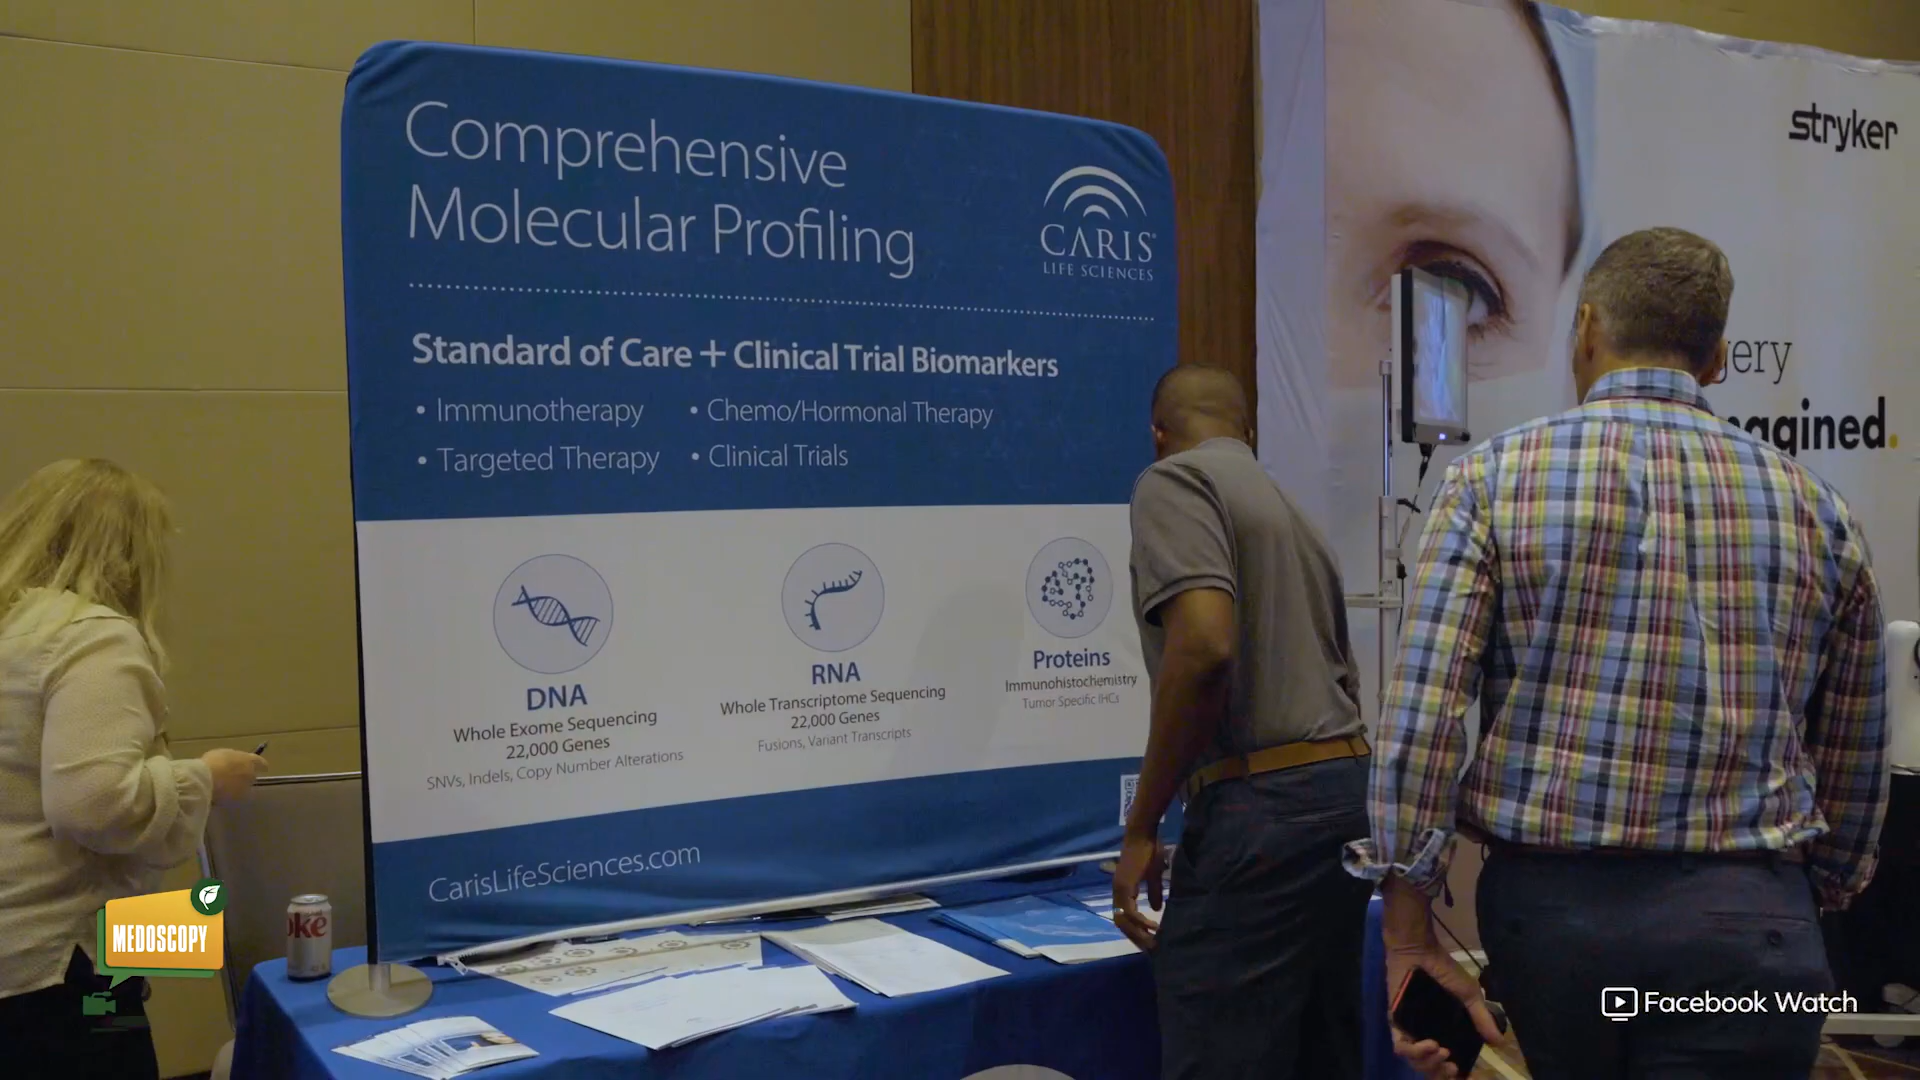 Comprehensive
Molecular Profiling
CARIS
LIFE SCIENCES
Standard of Care + Clinical Trial Biomarkers
• Immunotherapy
• Chemo/Hormonal Therapy
• Targeted Therapy
• Clinical Trials
DNA
Whole Exome Sequencing
22,000 Genes
SNVs, Indels, Copy Number Alterations
RNA
Whole Transcriptome Sequencing
22,000 Genes
Fusions, Variant Transcripts
Proteins
Immunohistochemistry
Tumor Specific IHCs
CarisLifeSciences.com
stryker
gery
agined.
oke
MEDOSCOPY
Facebook Watch